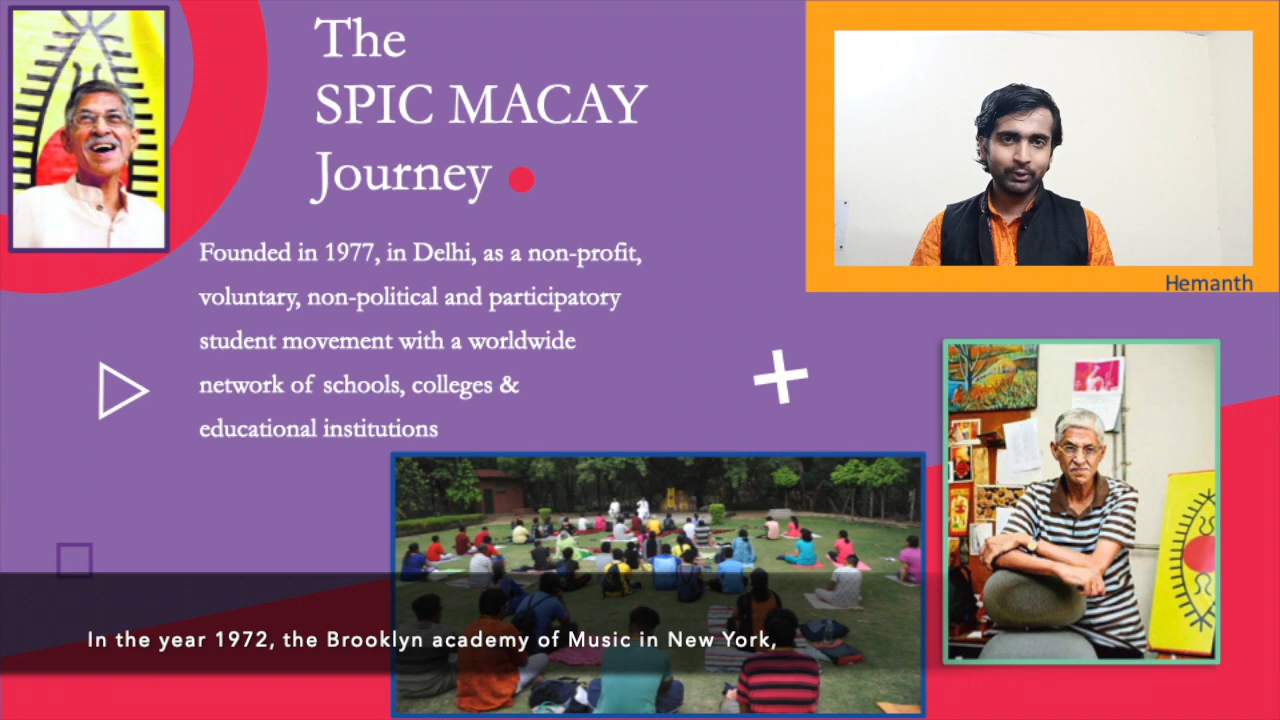 The
SPIC MACAY
Journey
Founded in 1977, in Delhi, as a non-profit,
voluntary, non-political and participatory
student movement with a worldwide
network of schools, colleges &
educational institutions
Hemanth
In the year 1972, the Brooklyn academy of Music in New York,